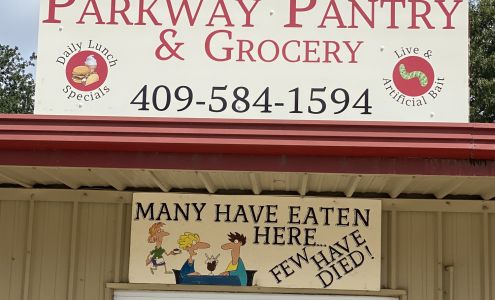 PARKWAY PANTRY
& GROCERY
Daily Lunch
Specials
Live &
Artificial Bait
409-584-1594
MANY HAVE EATEN
HERE...
FEW HAVE
DIED!